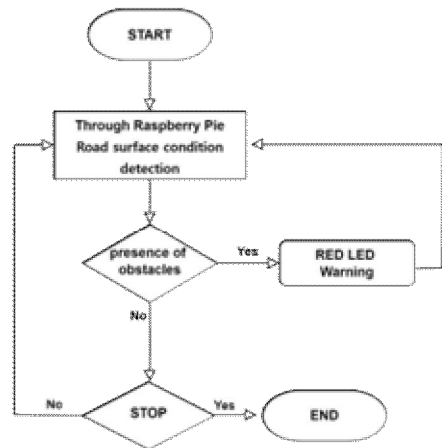 START
Through Raspberry Pie
Road surface condition
detection
presence of
obstacles
Yes
RED LED
Warning
No
No
STOP
Yes
END